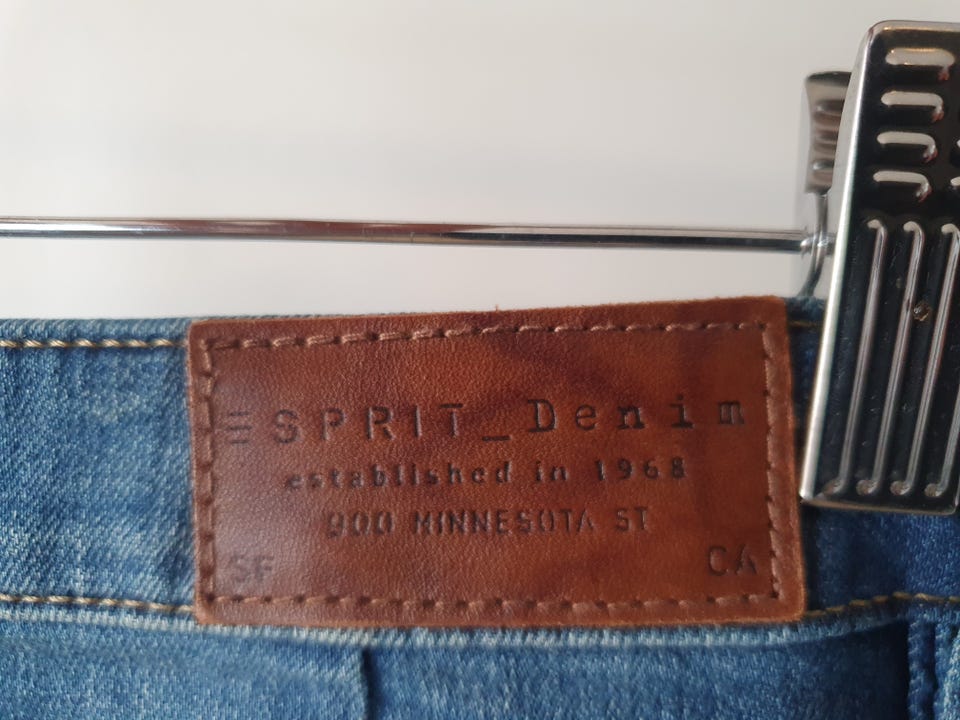 ESPRIT_Denim
established in 1968
900 MINNESOTA ST
SF CA